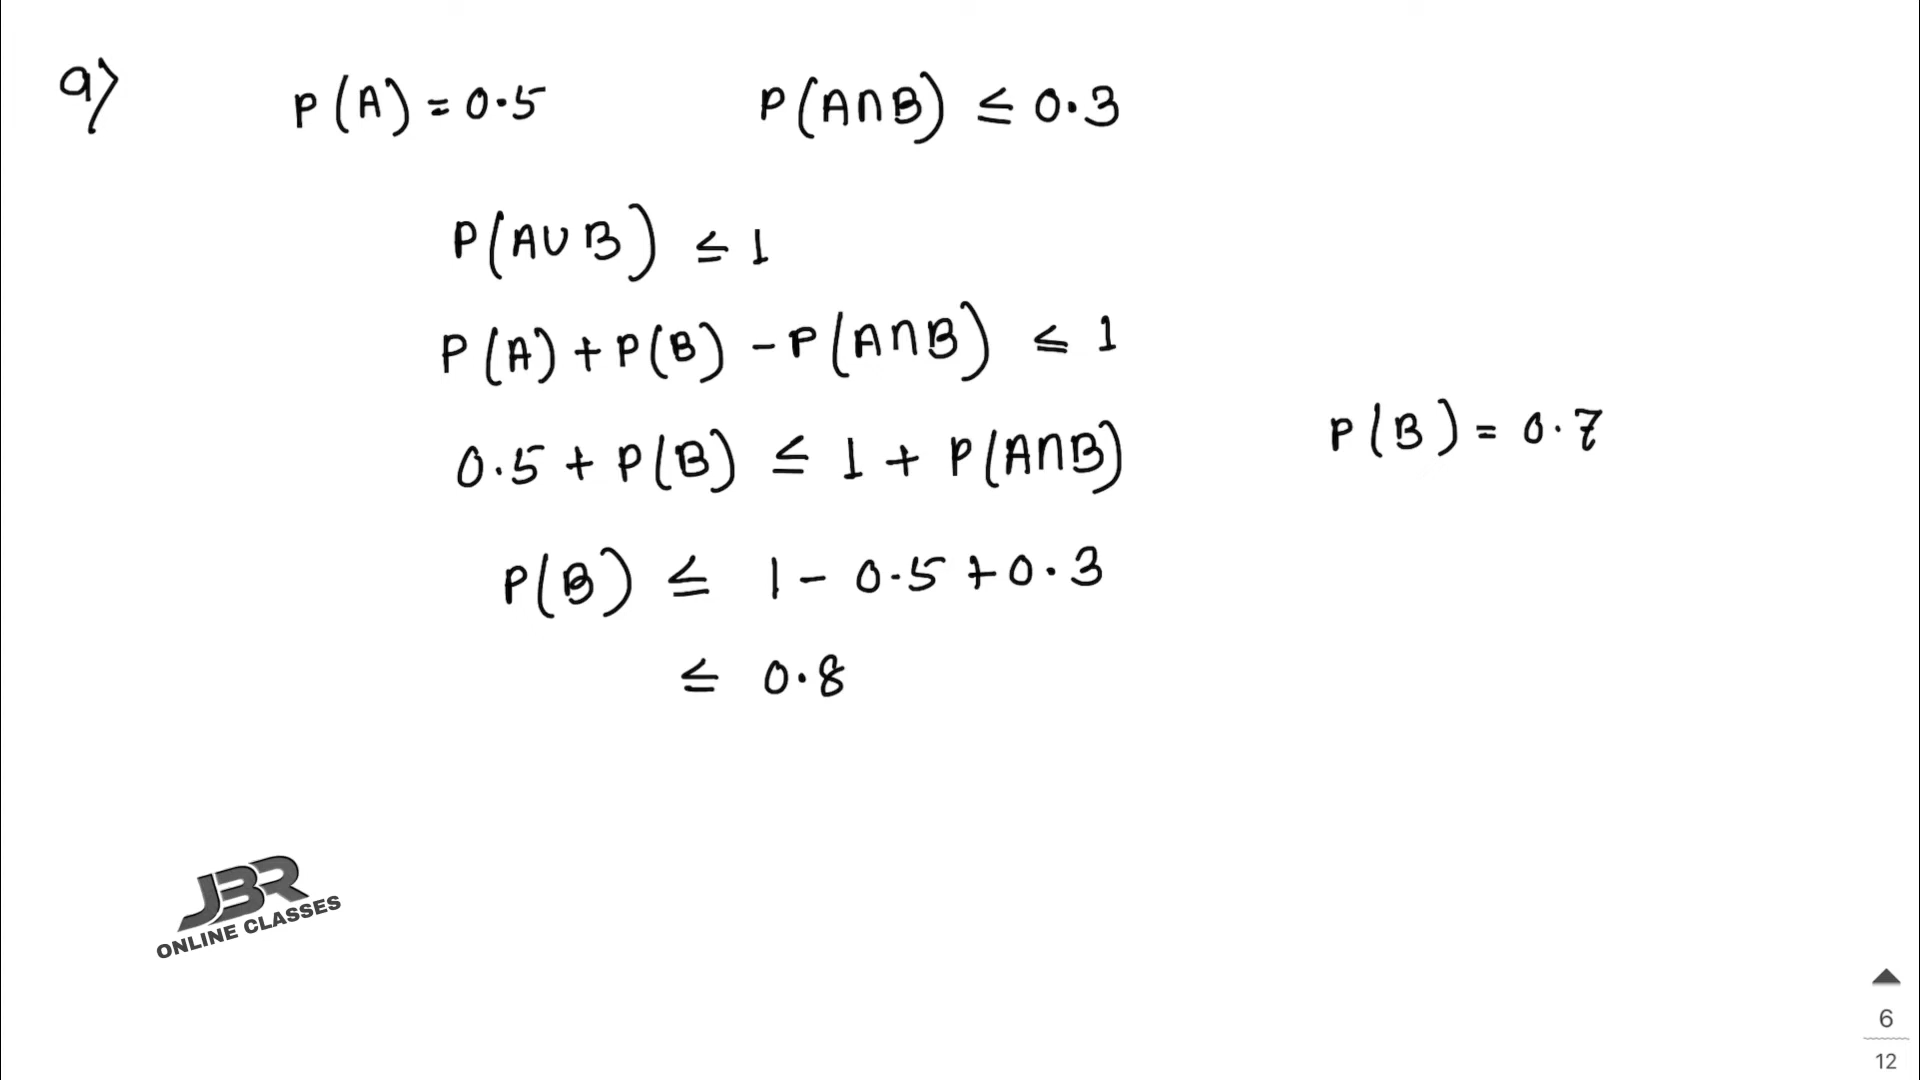 a)
P(A) = 0.5
P(A∩B) ≤ 0.3
P(A∪B) ≤ 1
P(A) + P(B) - P(A∩B) ≤ 1
0.5 + P(B) ≤ 1 + P(A∩B)
P(B) = 0.7
P(B) ≤ 1 - 0.5 + 0.3
≤ 0.8
JBR
ONLINE CLASSES
6
12